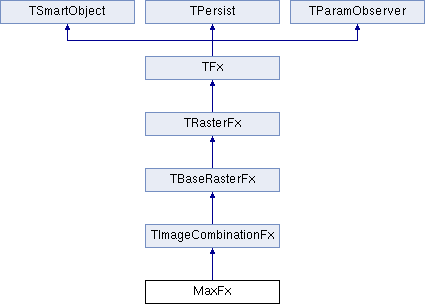 TSmartObject TPersist TParamObserver
TFx
TRasterFx
TBaseRasterFx
TImageCombinationFx
MaxFx